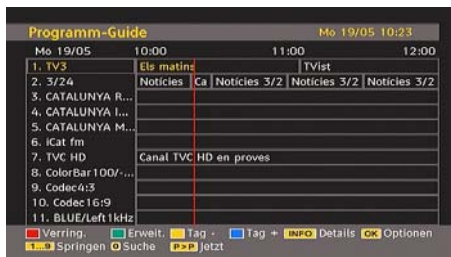 Programm-Guide Mo 19/05 10:23
Mo 19/05 10:00 11:00 12:00
1. TV3 Els matins TVist
2. 3/24 Notícies Ca Notícies 3/2 Notícies 3/2 Notícies 3/2
3. CATALUNYA R...
4. CATALUNYA I...
5. CATALUNYA M...
6. iCat fm
7. TVC HD Canal TVC HD en proves
8. ColorBar100/-...
9. Codec4:3
10. Codec16:9
11. BLUE/Left1kHz
Verring. Erweit. Tag - Tag + INFO Details OK Optionen
1...9 Springen 0 Suche P>P Jetzt